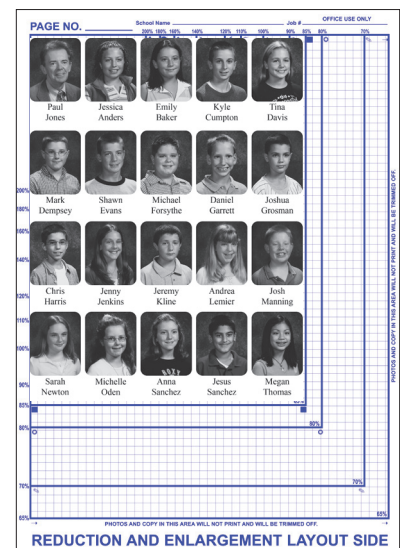 PAGE NO.
School Name
Job #
OFFICE USE ONLY
200% 180% 160% 140% 120% 110% 100% 90% 85% 80% 70%
Paul Jessica Emily Kyle Tina
Jones Anders Baker Cumpton Davis
Mark Shawn Michael Daniel Joshua
Dempsey Evans Forsythe Garrett Grosman
Chris Jenny Jeremy Andrea Josh
Harris Jenkins Kline Lemier Manning
Sarah Michelle Anna Jesus Megan
Newton Oden Sanchez Sanchez Thomas
200%
180%
160%
140%
120%
110%
100%
90%
85%
80%
80%
70%
70%
65%
85%
PHOTOS AND COPY IN THIS AREA WILL NOT PRINT AND WILL BE TRIMMED OFF.
PHOTOS AND COPY IN THIS AREA WILL NOT PRINT AND WILL BE TRIMMED OFF.
REDUCTION AND ENLARGEMENT LAYOUT SIDE